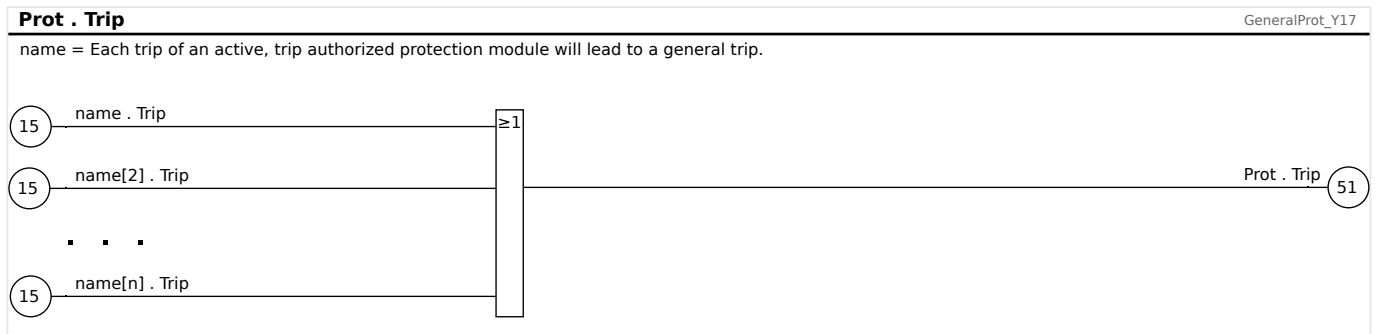 Prot . Trip
GeneralProt_Y17
name = Each trip of an active, trip authorized protection module will lead to a general trip.
15 name . Trip
≥1
15 name[2] . Trip
Prot . Trip 51
. . .
15 name[n] . Trip